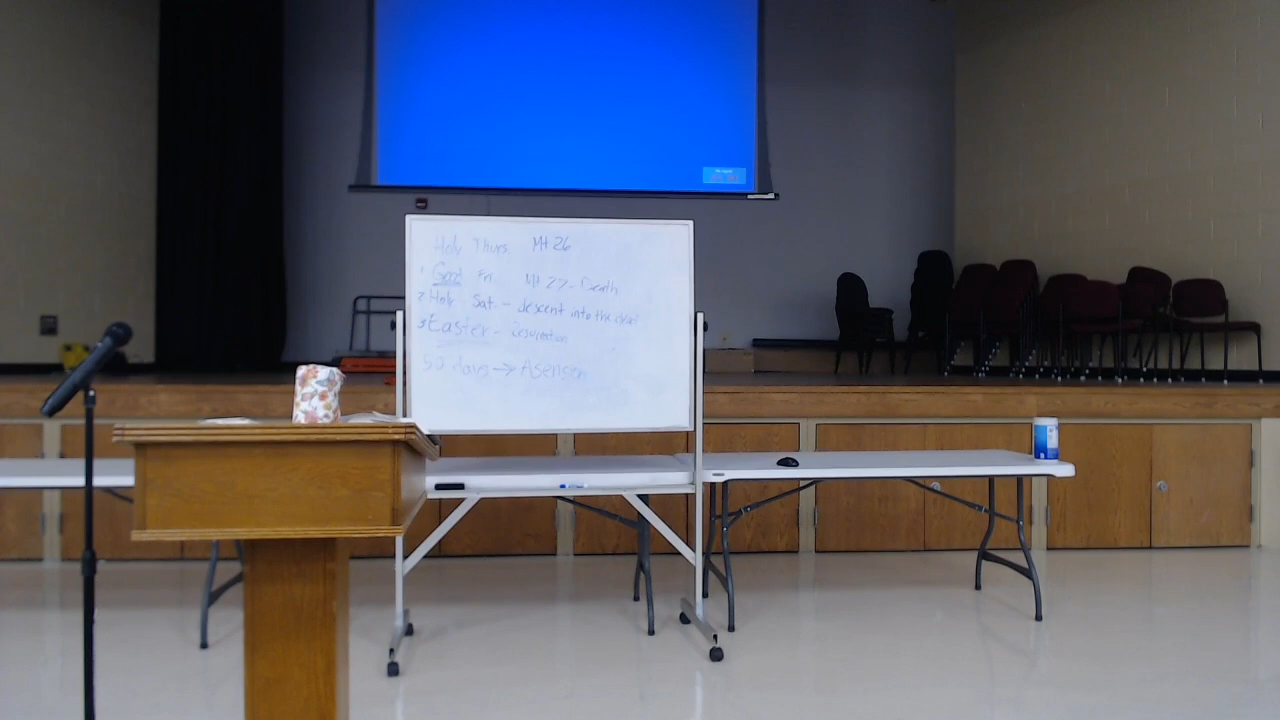 Holy Thurs. Mt 26
1 Good Fri. Mt 27 - Death
2 Holy Sat. - descent into the dead
3 Easter - Resurrection
50 days → Asension